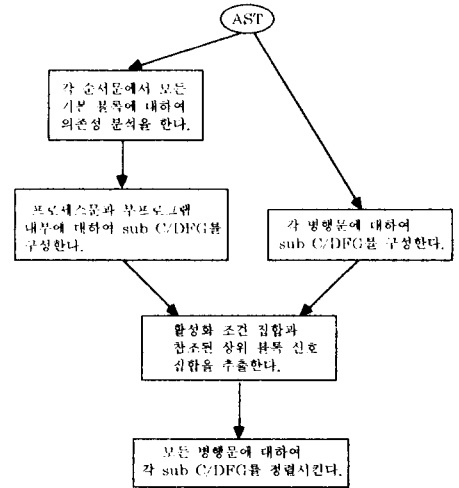 AST
각 순서문에서 모든
기본 블록에 대하여
의존성 분석을 한다.
프로세스문과 부프로그램
내부에 대하여 sub C/DFG를
구성한다.
각 병행문에 대하여
sub C/DFG를 구성한다.
활성화 조건 집합과
참조된 상위 블록 신호
집합을 추출한다.
모든 병행문에 대하여
각 sub C/DFG를 정렬시킨다.